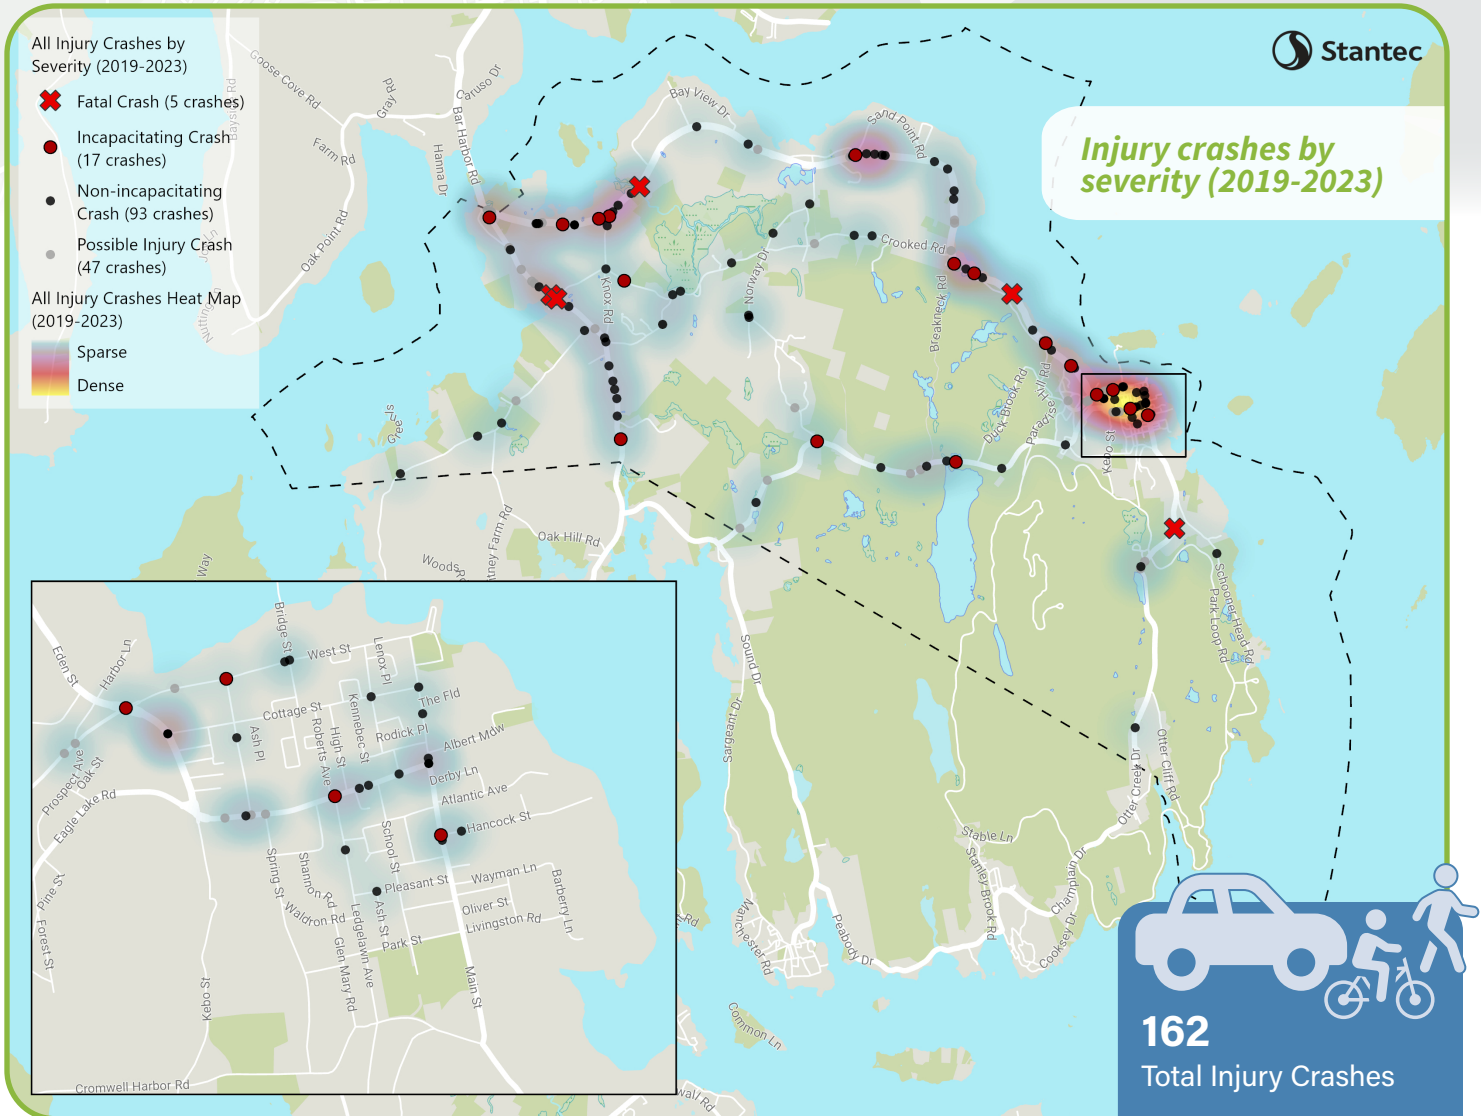 All Injury Crashes by
Severity (2019-2023)
Fatal Crash (5 crashes)
Incapacitating Crash
(17 crashes)
Non-incapacitating
Crash (93 crashes)
Possible Injury Crash
(47 crashes)
All Injury Crashes Heat Map
(2019-2023)
Sparse
Dense
Stantec
Injury crashes by
severity (2019-2023)
Goose Cove Rd
Bayside Rd
Gray Rd
Caruso Dr
Farm Rd
Hanna Dr
Bar Harbor Rd
Oak Point Rd
Bay View Dr
Sand Point Rd
Crooked Rd
Norway Dr
Knox Rd
Breakneck Rd
Duck Brook Rd
Paradise Hill Rd
Kebo St
Oak Hill Rd
Woods
Way
Sound Dr
Sargeant Dr
Schooner Head Rd
Park Loop Rd
Otter Cliff Rd
Otter Creek Dr
Stable Ln
Stanley Brook Rd
Champlain Dr
Cooksey Dr
Peabody Dr
Manchester Rd
Common Ln
Eden St
Harbor Ln
Bridge St
West St
Lenox Pl
The Fld
Cottage St
Kennebec St
Rodick Pl
Albert Mdw
Ash Pl
Roberts Ave
High St
Derby Ln
Prospect Ave
Oak St
Eagle Lake Rd
Atlantic Ave
Hancock St
School St
Spring St
Shannon Rd
Pleasant St
Wayman Ln
Barberry Ln
Pine St
Waldron Rd
Ash St
Oliver St
Livingston Rd
Forest St
Ledgelawn Ave
Park St
Glen Mary Rd
Kebo St
Main St
Cromwell Harbor Rd
162
Total Injury Crashes